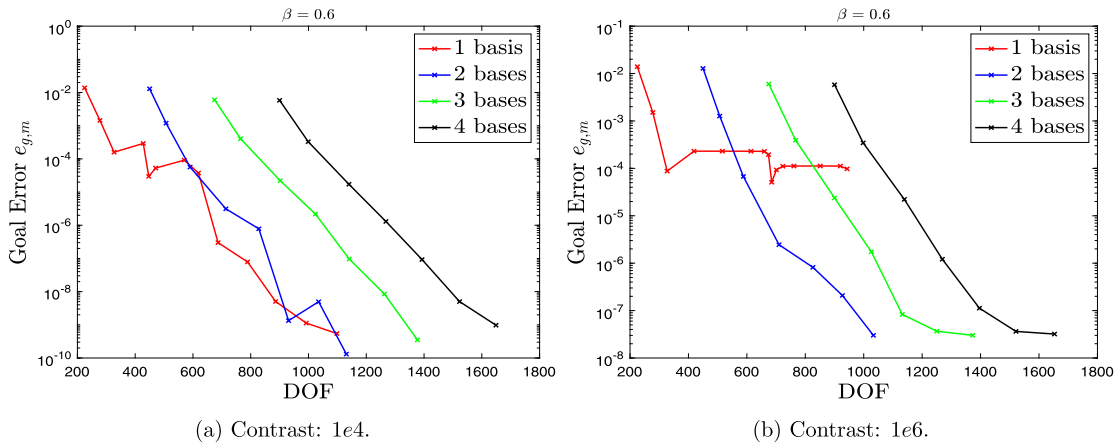 β = 0.6
10^0
10^-2
10^-4
10^-6
10^-8
10^-10
Goal Error e_{g,m}
1 basis
2 bases
3 bases
4 bases
200 400 600 800 1000 1200 1400 1600 1800
DOF
(a) Contrast: 1e4.
β = 0.6
10^-1
10^-2
10^-3
10^-4
10^-5
10^-6
10^-7
10^-8
Goal Error e_{g,m}
1 basis
2 bases
3 bases
4 bases
200 400 600 800 1000 1200 1400 1600 1800
DOF
(b) Contrast: 1e6.